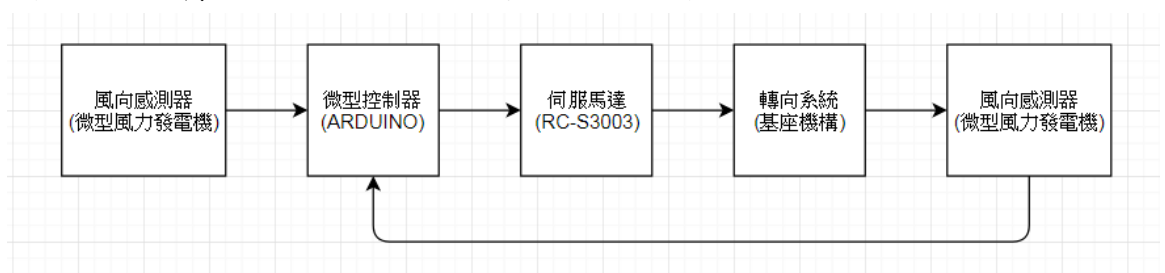 風向感測器
(微型風力發電機)
微型控制器
(ARDUINO)
伺服馬達
(RC-S3003)
轉向系統
(基座機構)
風向感測器
(微型風力發電機)